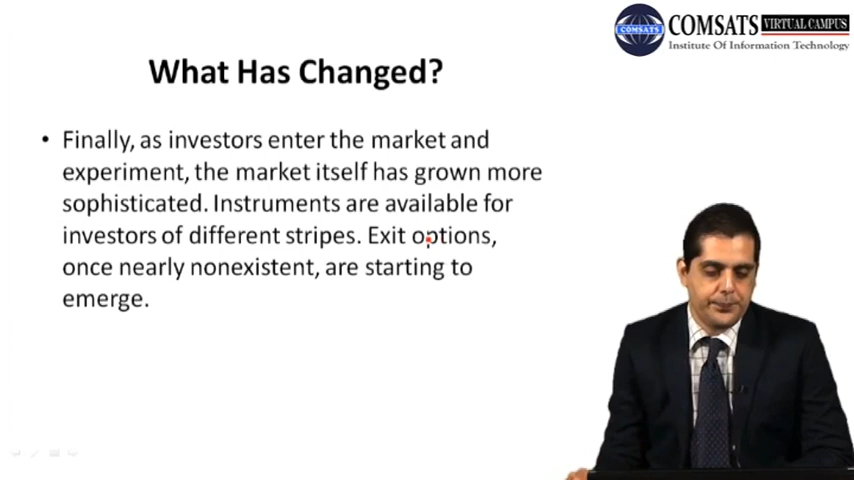 COMSATS VIRTUAL CAMPUS
Institute Of Information Technology
COMSATS
What Has Changed?
• Finally, as investors enter the market and
experiment, the market itself has grown more
sophisticated. Instruments are available for
investors of different stripes. Exit options,
once nearly nonexistent, are starting to
emerge.